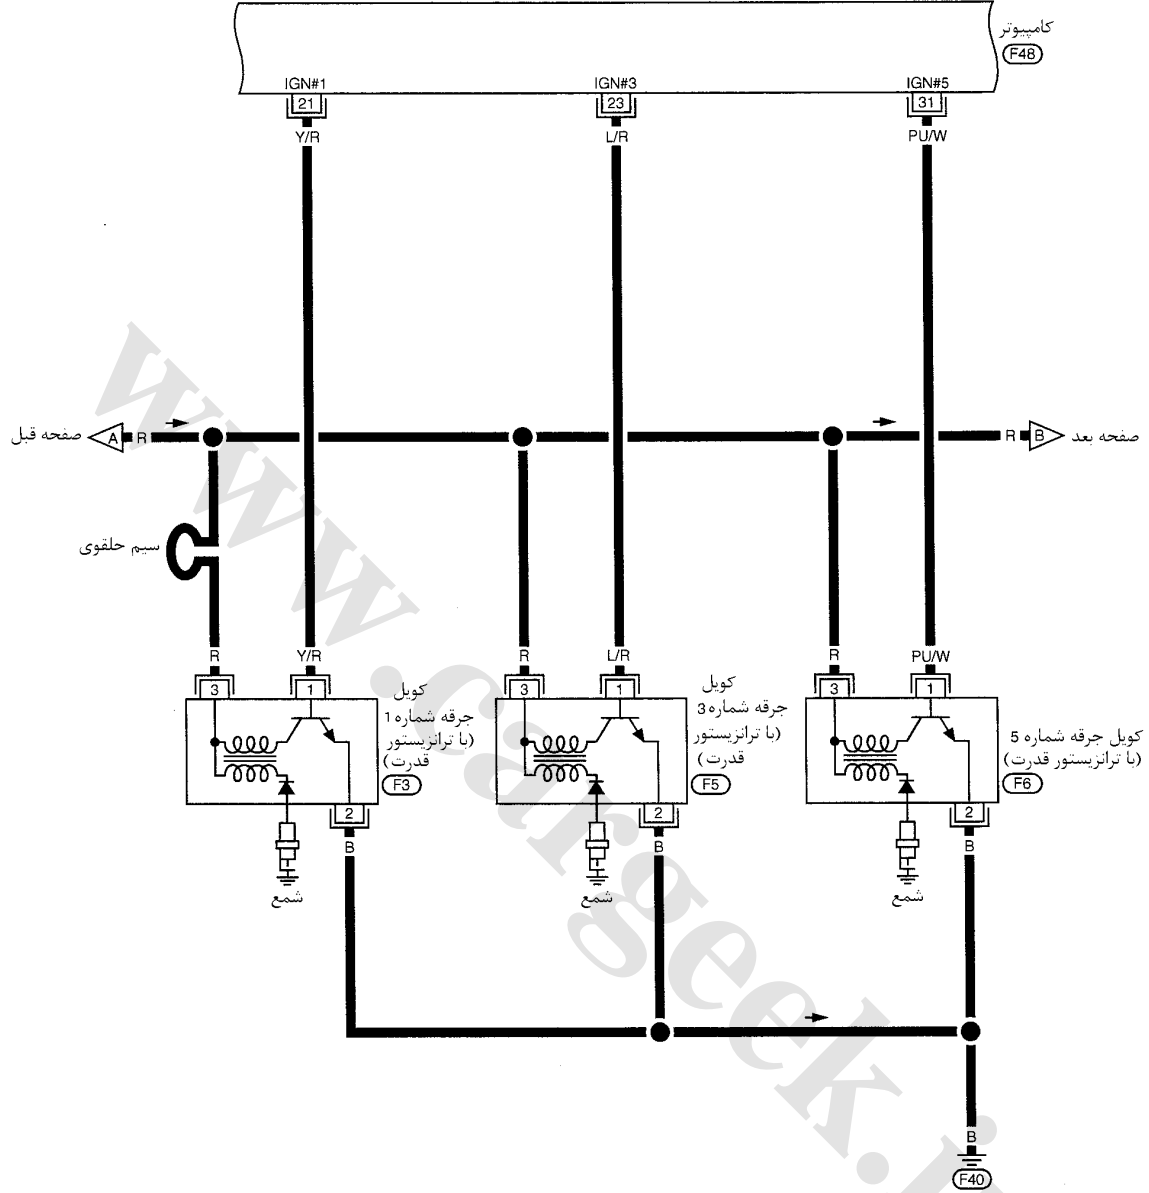 کامپیوتر
F48
IGN#1 IGN#3 IGN#5
21 23 31
Y/R L/R PU/W
صفحه قبل A R R B صفحه بعد
سیم حلقوی
R Y/R R L/R R PU/W
3 1 3 1 3 1
کویل
جرقه شماره 1
(با ترانزیستور
قدرت)
F3
کویل
جرقه شماره 3
(با ترانزیستور
قدرت)
F5
کویل جرقه شماره 5
(با ترانزیستور قدرت)
F6
2 2 2
B B B
شمع شمع شمع
B
F40
www.cargeek.i